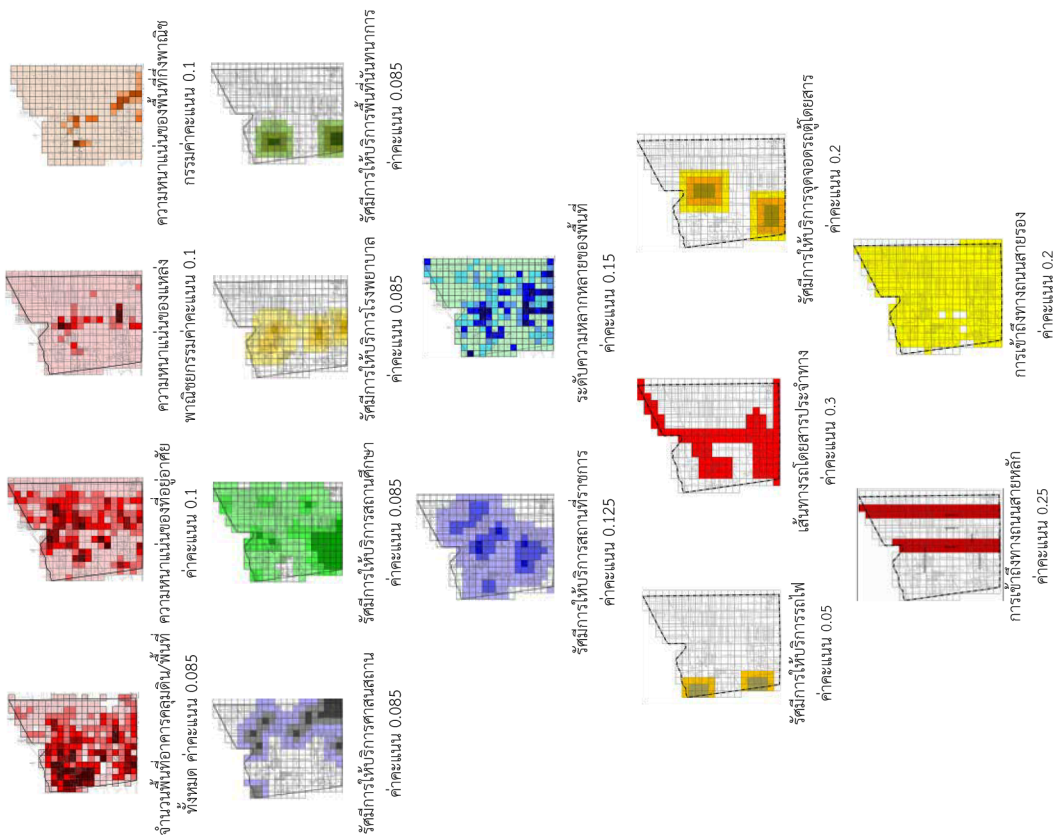 จำนวนพื้นที่อาคารคลุมดิน/พื้นที่
ทั้งหมด ค่าคะแนน 0.085
ความหนาแน่นของที่อยู่อาศัย
ค่าคะแนน 0.1
ความหนาแน่นของแหล่ง
พาณิชยกรรมค่าคะแนน 0.1
ความหนาแน่นของพื้นที่กึ่งพาณิช
กรรมค่าคะแนน 0.1
รัศมีการให้บริการศาสนสถาน
ค่าคะแนน 0.085
รัศมีการให้บริการสถานศึกษา
ค่าคะแนน 0.085
รัศมีการให้บริการโรงพยาบาล
ค่าคะแนน 0.085
รัศมีการให้บริการพื้นที่นันทนาการ
ค่าคะแนน 0.085
รัศมีการให้บริการสถานที่ราชการ
ค่าคะแนน 0.125
ระดับความหลากหลายของพื้นที่
ค่าคะแนน 0.15
รัศมีการให้บริการรถไฟ
ค่าคะแนน 0.05
เส้นทางรถโดยสารประจำทาง
ค่าคะแนน 0.3
รัศมีการให้บริการจุดจอดรถตู้โดยสาร
ค่าคะแนน 0.2
การเข้าถึงทางถนนสายหลัก
ค่าคะแนน 0.25
การเข้าถึงทางถนนสายรอง
ค่าคะแนน 0.2